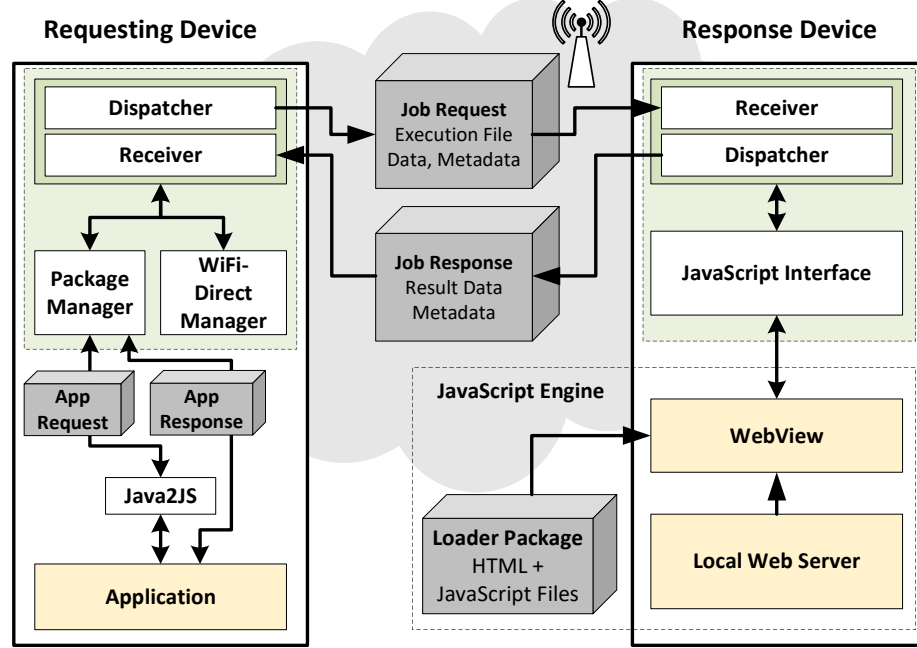 Requesting Device
Response Device
Dispatcher
Receiver
Package
Manager
WiFi-
Direct
Manager
App
Request
App
Response
Java2JS
Application
Job Request
Execution File
Data, Metadata
Job Response
Result Data
Metadata
Receiver
Dispatcher
JavaScript Interface
JavaScript Engine
WebView
Loader Package
HTML +
JavaScript Files
Local Web Server